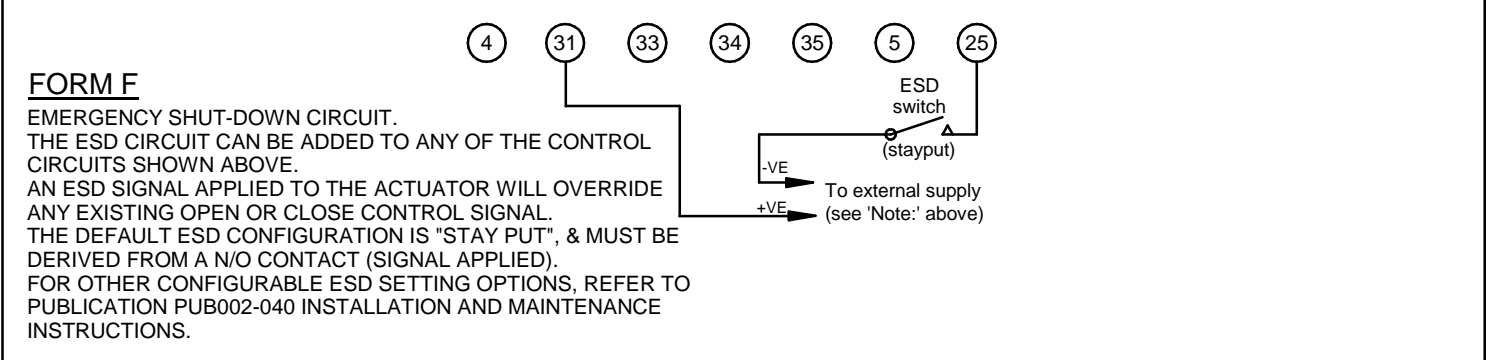 4 31 33 34 35 5 25
FORM F
EMERGENCY SHUT-DOWN CIRCUIT.
THE ESD CIRCUIT CAN BE ADDED TO ANY OF THE CONTROL
CIRCUITS SHOWN ABOVE.
AN ESD SIGNAL APPLIED TO THE ACTUATOR WILL OVERRIDE
ANY EXISTING OPEN OR CLOSE CONTROL SIGNAL.
THE DEFAULT ESD CONFIGURATION IS "STAY PUT", & MUST BE
DERIVED FROM A N/O CONTACT (SIGNAL APPLIED).
FOR OTHER CONFIGURABLE ESD SETTING OPTIONS, REFER TO
PUBLICATION PUB002-040 INSTALLATION AND MAINTENANCE
INSTRUCTIONS.
ESD
switch
(stayput)
-VE
+VE
To external supply
(see 'Note:' above)